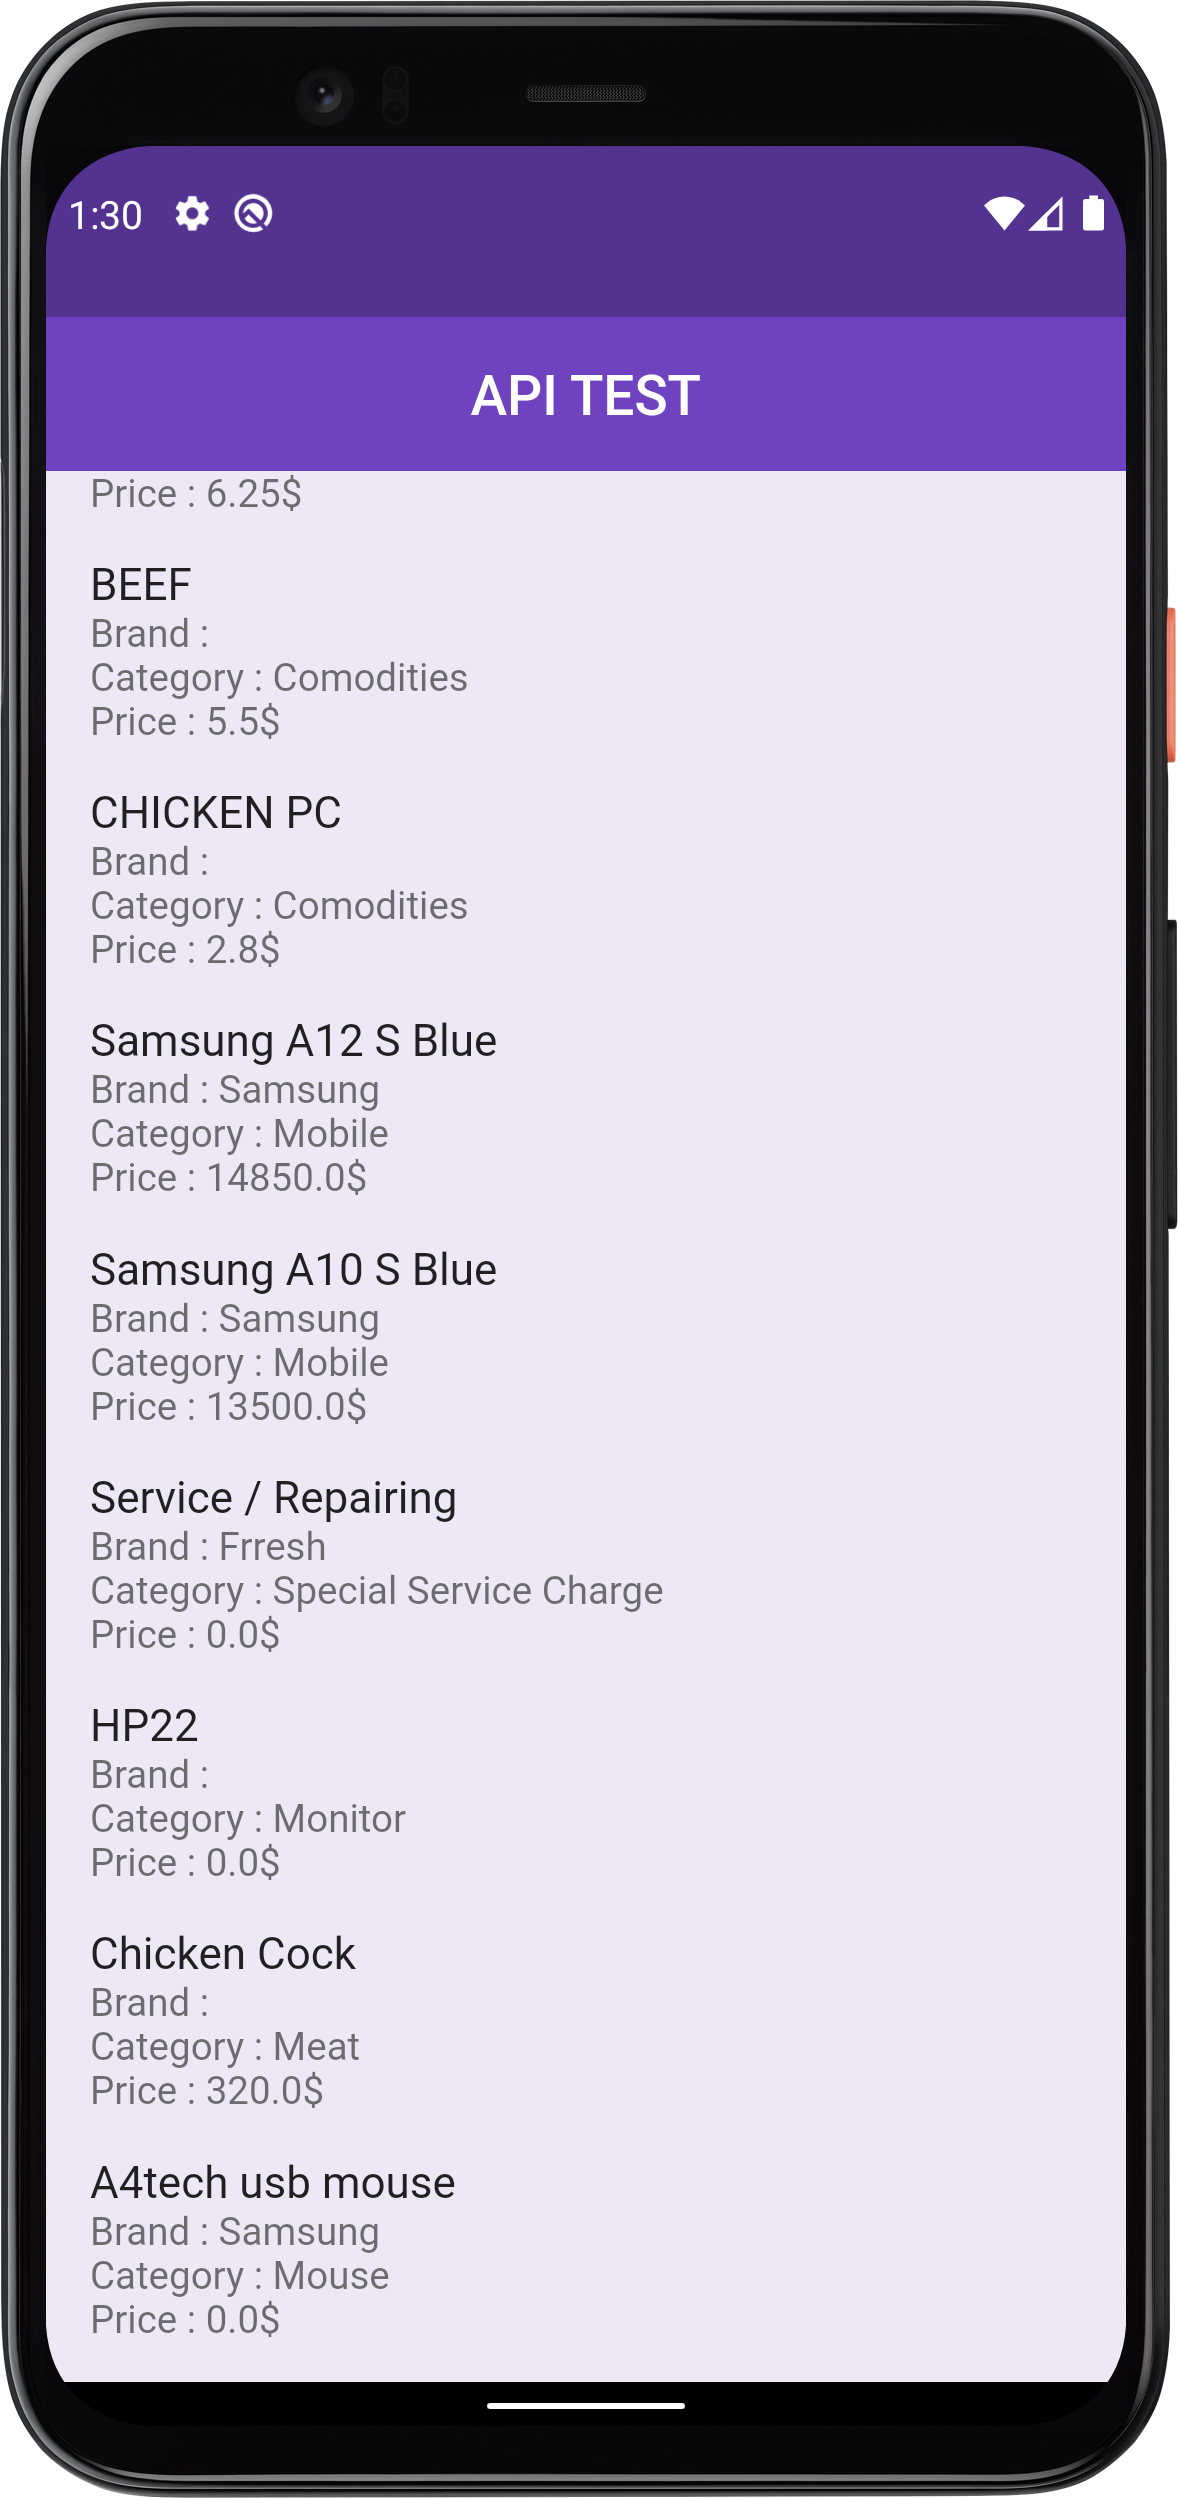 1:30
API TEST
Price : 6.25$
BEEF
Brand :
Category : Comodities
Price : 5.5$
CHICKEN PC
Brand :
Category : Comodities
Price : 2.8$
Samsung A12 S Blue
Brand : Samsung
Category : Mobile
Price : 14850.0$
Samsung A10 S Blue
Brand : Samsung
Category : Mobile
Price : 13500.0$
Service / Repairing
Brand : Frresh
Category : Special Service Charge
Price : 0.0$
HP22
Brand :
Category : Monitor
Price : 0.0$
Chicken Cock
Brand :
Category : Meat
Price : 320.0$
A4tech usb mouse
Brand : Samsung
Category : Mouse
Price : 0.0$